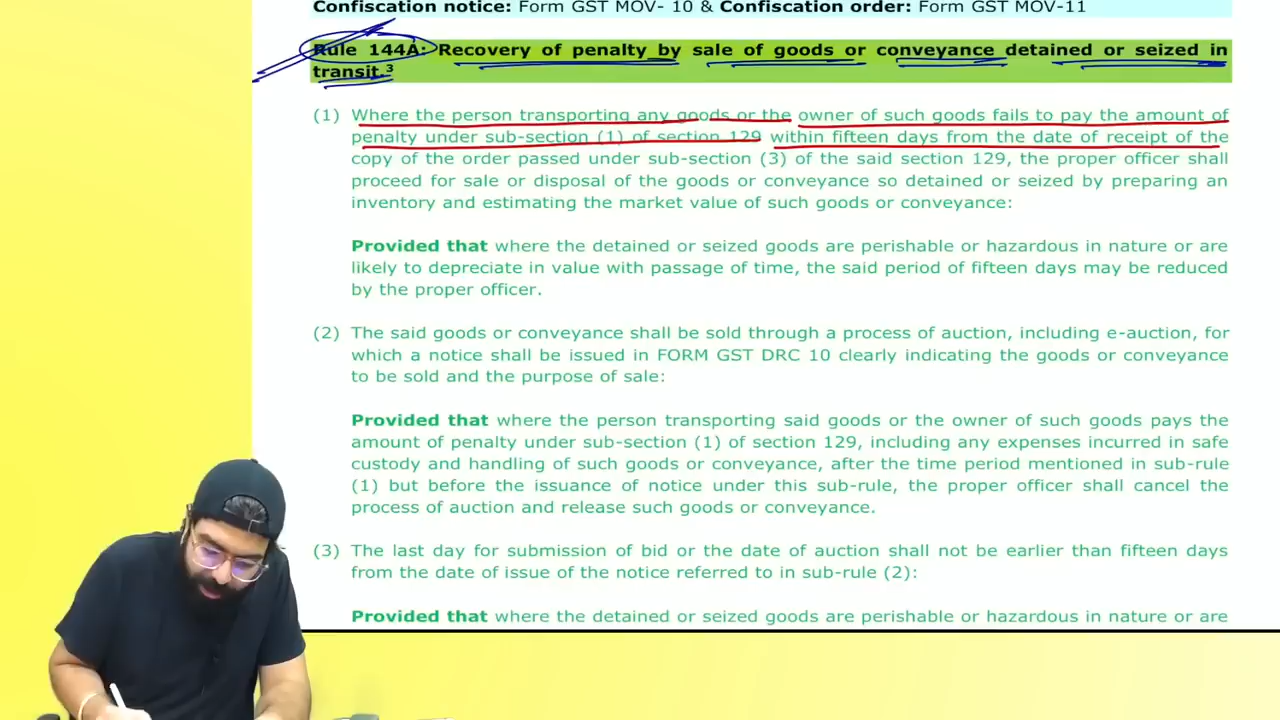 Confiscation notice: Form GST MOV- 10 & Confiscation order: Form GST MOV-11
Rule 144A: Recovery of penalty by sale of goods or conveyance detained or seized in
transit.³
(1) Where the person transporting any goods or the owner of such goods fails to pay the amount of
penalty under sub-section (1) of section 129 within fifteen days from the date of receipt of the
copy of the order passed under sub-section (3) of the said section 129, the proper officer shall
proceed for sale or disposal of the goods or conveyance so detained or seized by preparing an
inventory and estimating the market value of such goods or conveyance:
Provided that where the detained or seized goods are perishable or hazardous in nature or are
likely to depreciate in value with passage of time, the said period of fifteen days may be reduced
by the proper officer.
(2) The said goods or conveyance shall be sold through a process of auction, including e-auction, for
which a notice shall be issued in FORM GST DRC 10 clearly indicating the goods or conveyance
to be sold and the purpose of sale:
Provided that where the person transporting said goods or the owner of such goods pays the
amount of penalty under sub-section (1) of section 129, including any expenses incurred in safe
custody and handling of such goods or conveyance, after the time period mentioned in sub-rule
(1) but before the issuance of notice under this sub-rule, the proper officer shall cancel the
process of auction and release such goods or conveyance.
(3) The last day for submission of bid or the date of auction shall not be earlier than fifteen days
from the date of issue of the notice referred to in sub-rule (2):
Provided that where the detained or seized goods are perishable or hazardous in nature or are